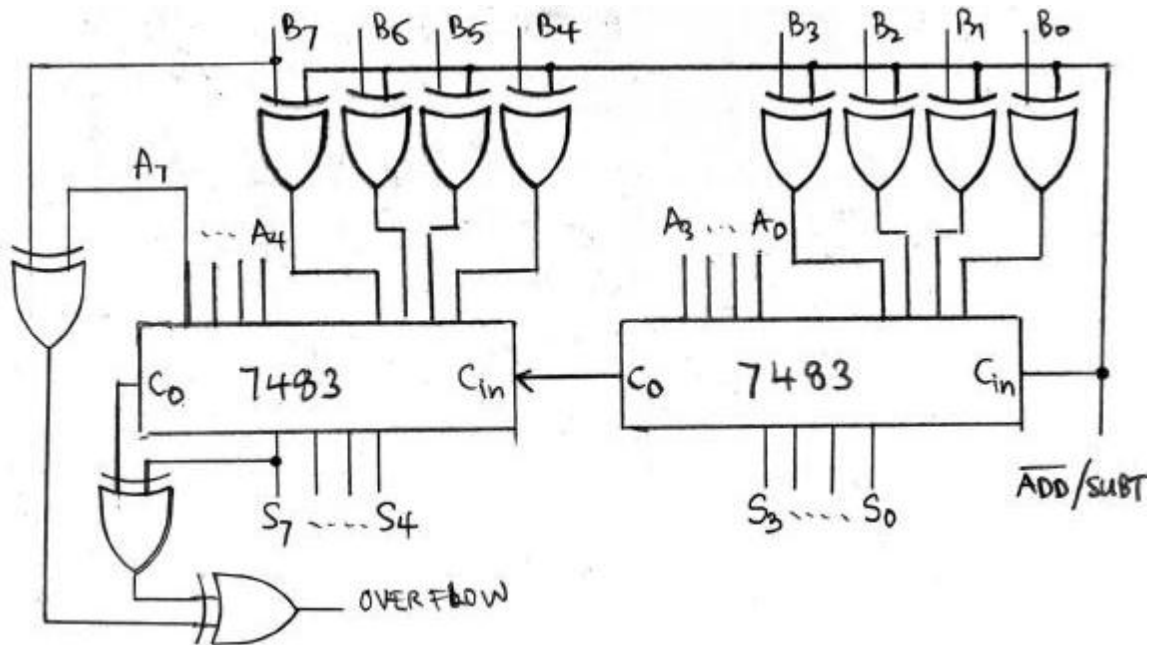 B7 B6 B5 B4 B3 B2 B1 B0
A7
.... A4 A3 ... A0
C0 7483 Cin C0 7483 Cin
S7 ..... S4 S3 ..... S0 ADD/SUBT
OVERFLOW